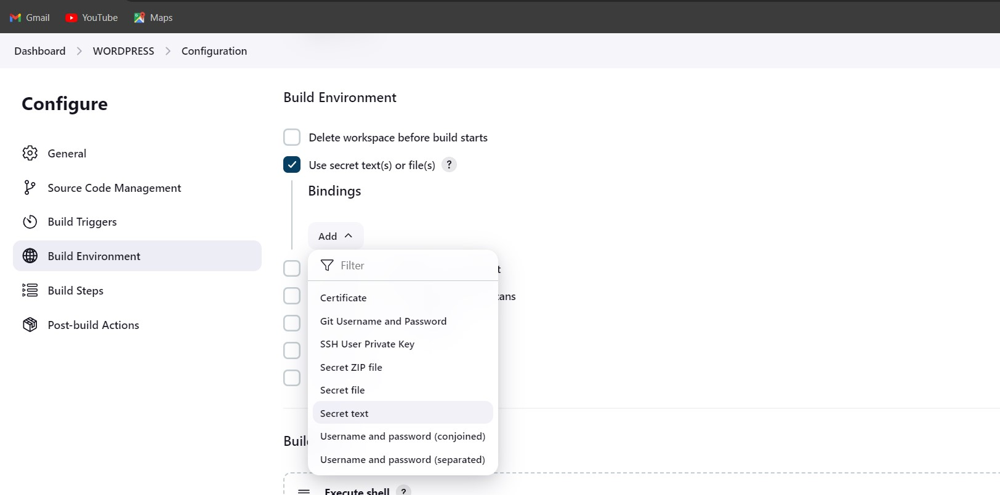 Gmail YouTube Maps
Dashboard WORDPRESS Configuration
Configure
General
Source Code Management
Build Triggers
Build Environment
Build Steps
Post-build Actions
Build Environment
Delete workspace before build starts
Use secret text(s) or file(s) ?
Bindings
Add
Filter
Certificate
Git Username and Password
SSH User Private Key
Secret ZIP file
Secret file
Secret text
Username and password (conjoined)
Username and password (separated)
Execute shell ?